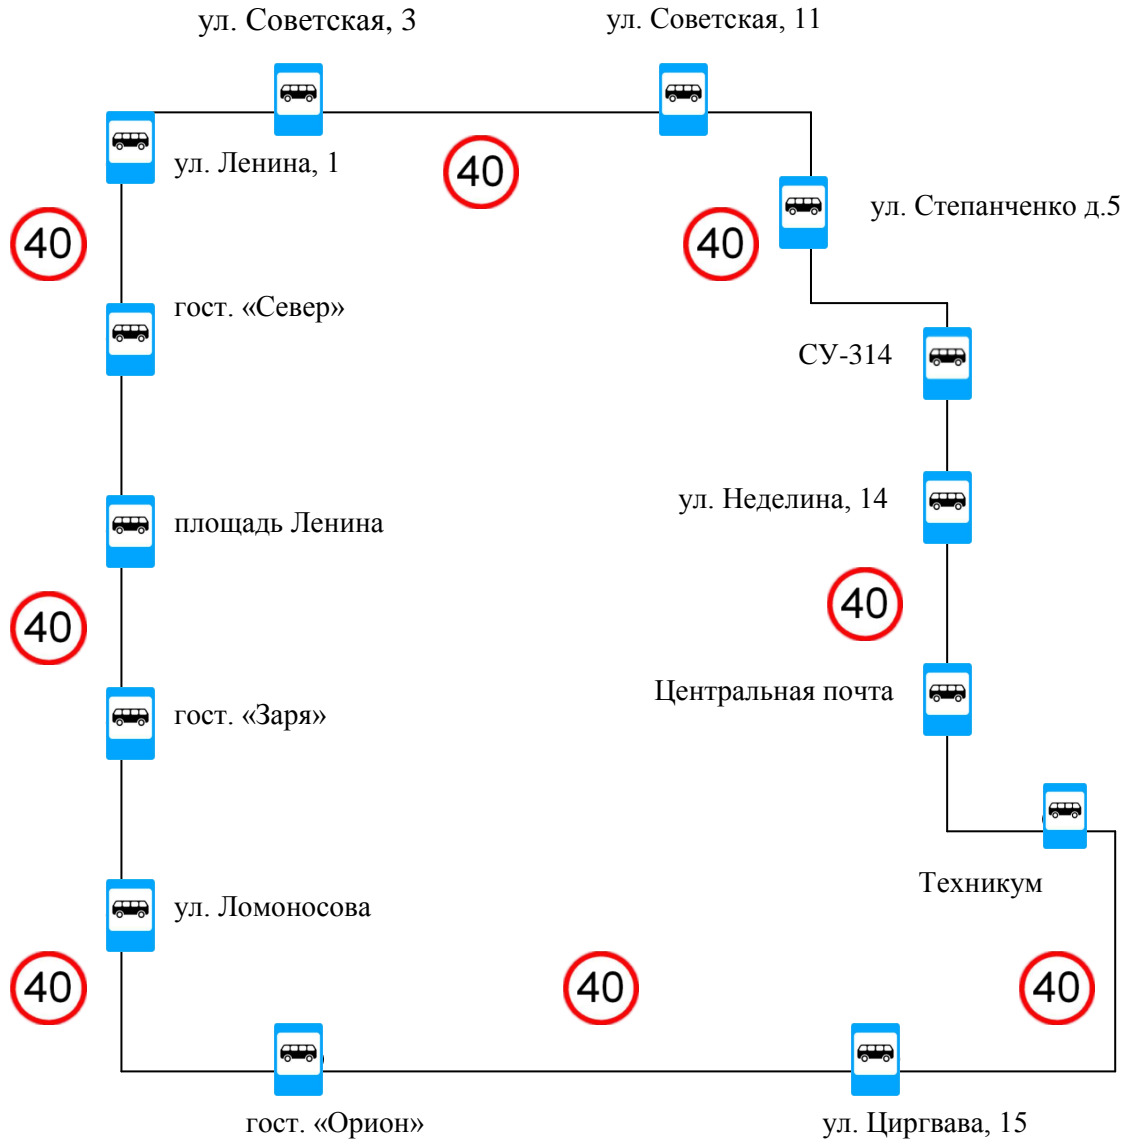 ул. Советская, 3
ул. Советская, 11
ул. Ленина, 1
40
40
ул. Степанченко д.5
40
40
гост. «Север»
СУ-314
ул. Неделина, 14
площадь Ленина
40
40
Центральная почта
гост. «Заря»
Техникум
ул. Ломоносова
40
40
40
гост. «Орион»
ул. Циргвава, 15